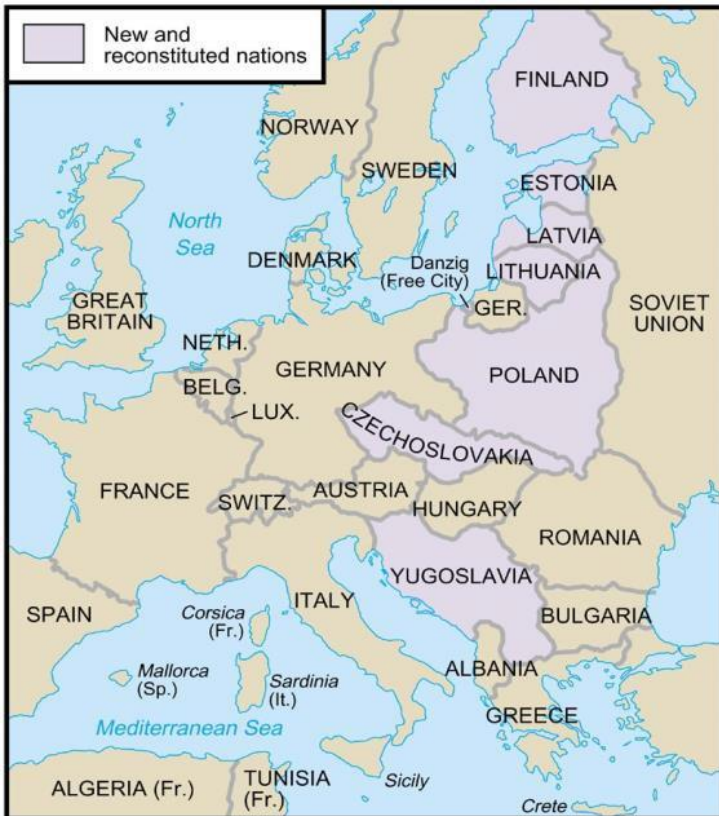 New and
reconstituted nations
FINLAND
NORWAY
SWEDEN
ESTONIA
North
Sea
LATVIA
DENMARK
Danzig
(Free City)
LITHUANIA
GREAT
BRITAIN
GER.
SOVIET
UNION
NETH.
GERMANY
POLAND
BELG.
LUX.
CZECHOSLOVAKIA
FRANCE
SWITZ.
AUSTRIA
HUNGARY
ROMANIA
YUGOSLAVIA
SPAIN
Corsica
(Fr.)
ITALY
BULGARIA
Mallorca
(Sp.)
Sardinia
(It.)
ALBANIA
GREECE
Mediterranean Sea
ALGERIA (Fr.)
TUNISIA
(Fr.)
Sicily
Crete